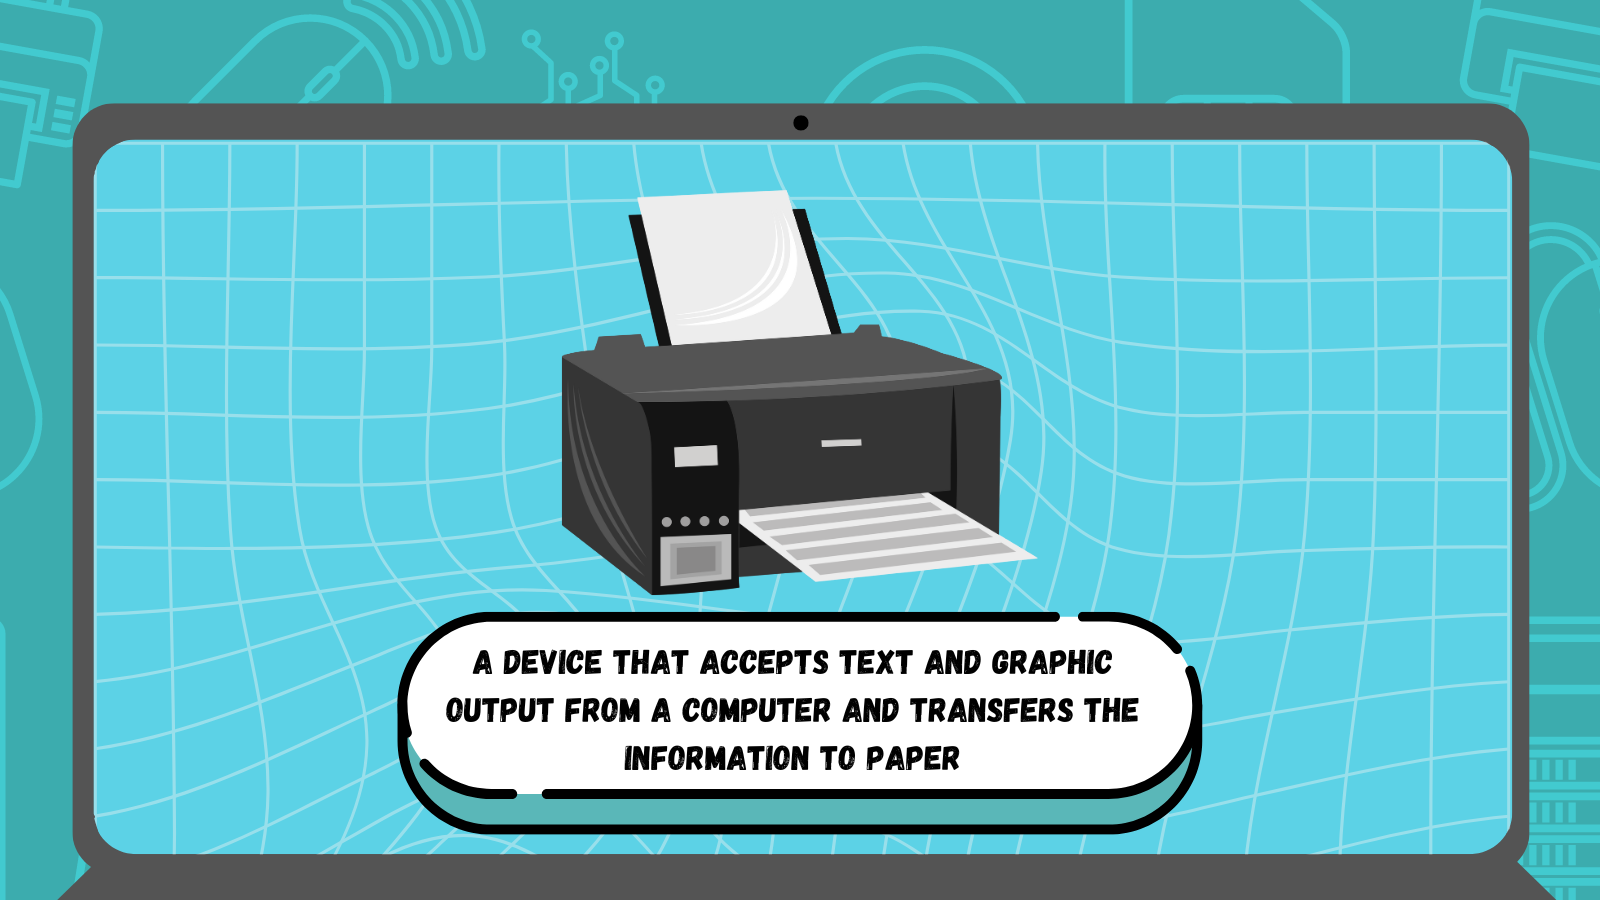 A DEVICE THAT ACCEPTS TEXT AND GRAPHIC
OUTPUT FROM A COMPUTER AND TRANSFERS THE
INFORMATION TO PAPER